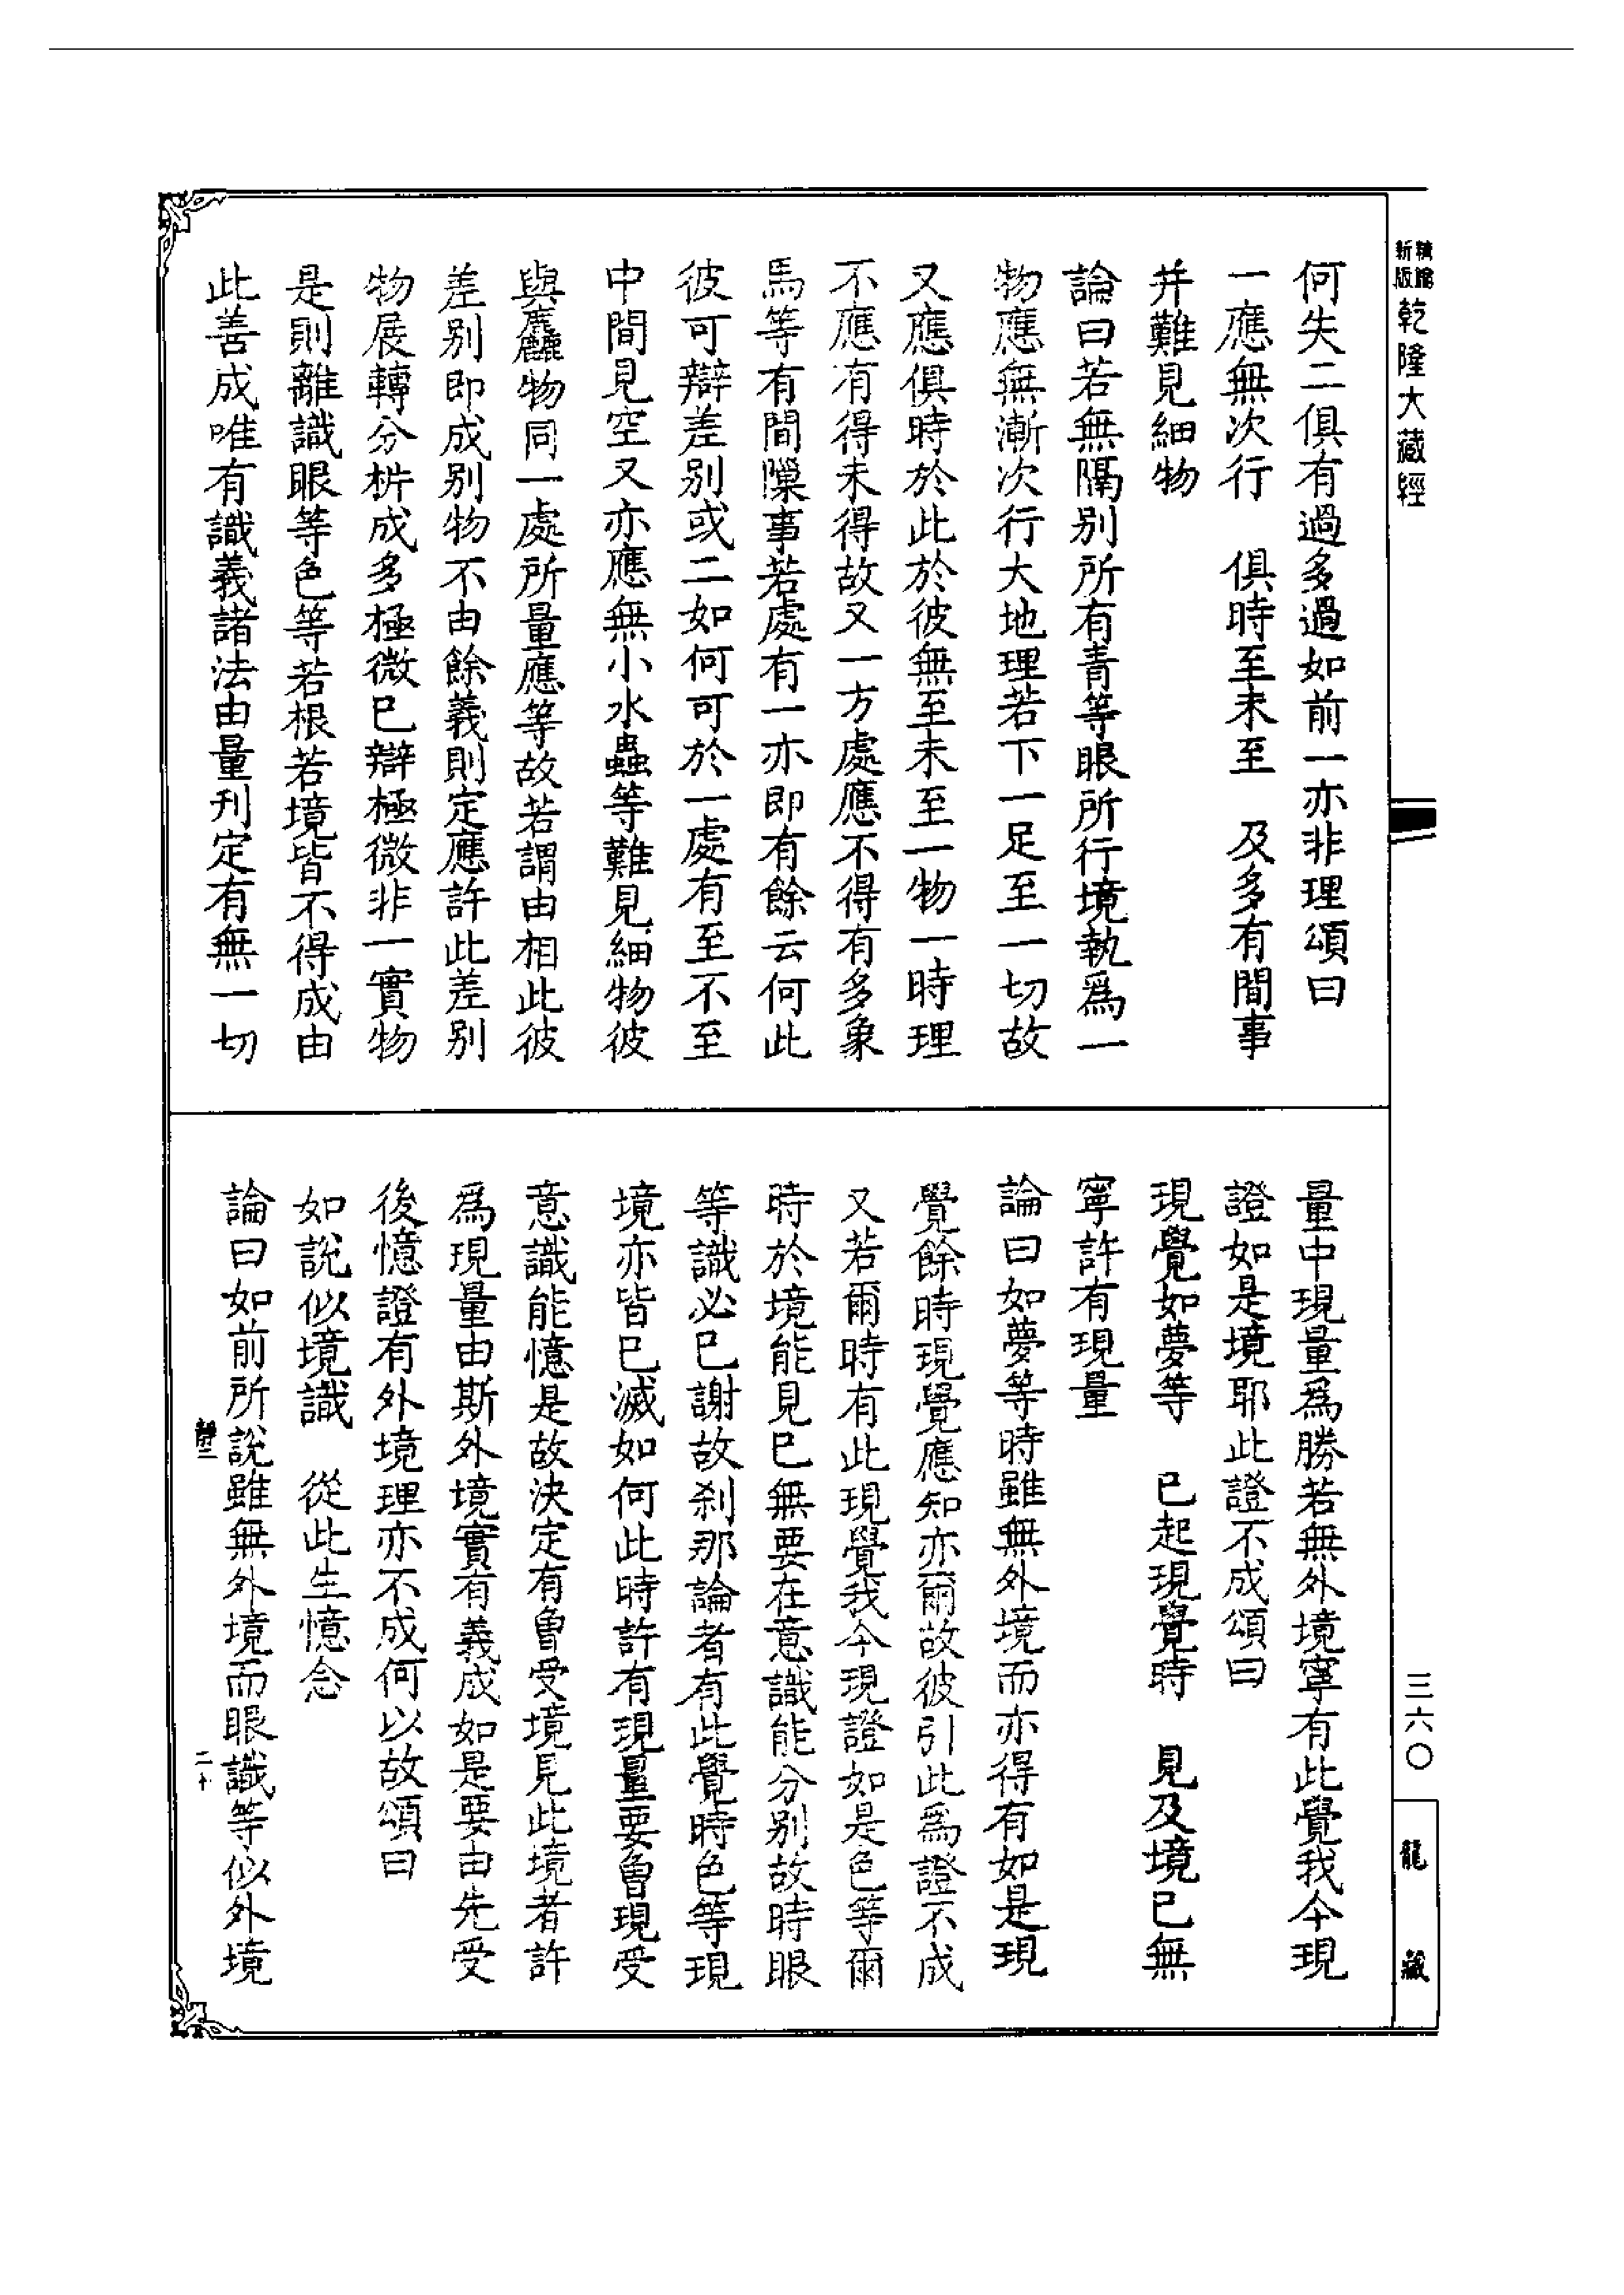 新版
精縮
乾隆大藏經
三六〇
龍藏
何失二俱有過多過如前一亦非理頌曰
一應無次行　俱時至未至　及多有間事
并難見細物
論曰若無隔別所有青等眼所行境執爲一
物應無漸次行大地理若下一足至一切故
又應俱時於此於彼無至未至一物一時理
不應有得未得故又一方處應不得有多象
馬等有間隟事若處有一亦即有餘云何此
彼可辯差別或二如何可於一處有至不至
中間見空又亦應無小水蟲等難見細物彼
與麤物同一處所量應等故若謂由相此彼
差別即成別物不由餘義則定應許此差別
物展轉分析成多極微已辯極微非一實物
是則離識眼等色等若根若境皆不得成由
此善成唯有識義諸法由量刊定有無一切
量中現量爲勝若無外境寧有此覺我今現
證如是境耶此證不成頌曰
現覺如夢等　已起現覺時　見及境已無
寧許有現量
論曰如夢等時雖無外境而亦得有如是現
覺餘時現覺應知亦爾故彼引此爲證不成
又若爾時有此現覺我今現證如是色等爾
時於境能見已無要在意識能分別故時眼
等識必已謝故剎那論者有此覺時色等現
境亦皆已滅如何此時許有現量要曾現受
意識能憶是故決定有曾受境見此境者許
爲現量由斯外境實有義成如是要由先受
後憶證有外境理亦不成何以故頌曰
如說似境識　從此生憶念
論曰如前所說雖無外境而眼識等似外境
二十